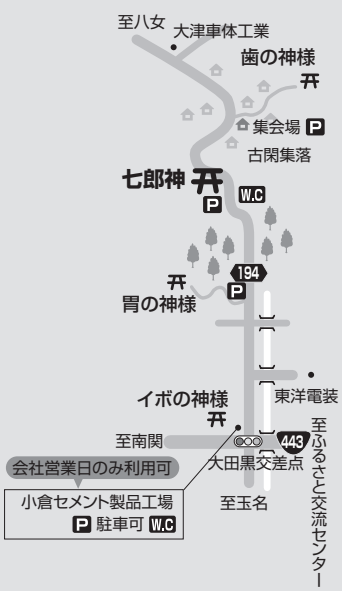 至八女
大津車体工業
歯の神様
集会場 P
古閑集落
七郎神
P
W.C
194
P
胃の神様
東洋電装
イボの神様
至南関
443
大田黒交差点
至ふるさと交流センター
会社営業日のみ利用可
小倉セメント製品工場
P 駐車可 W.C
至玉名